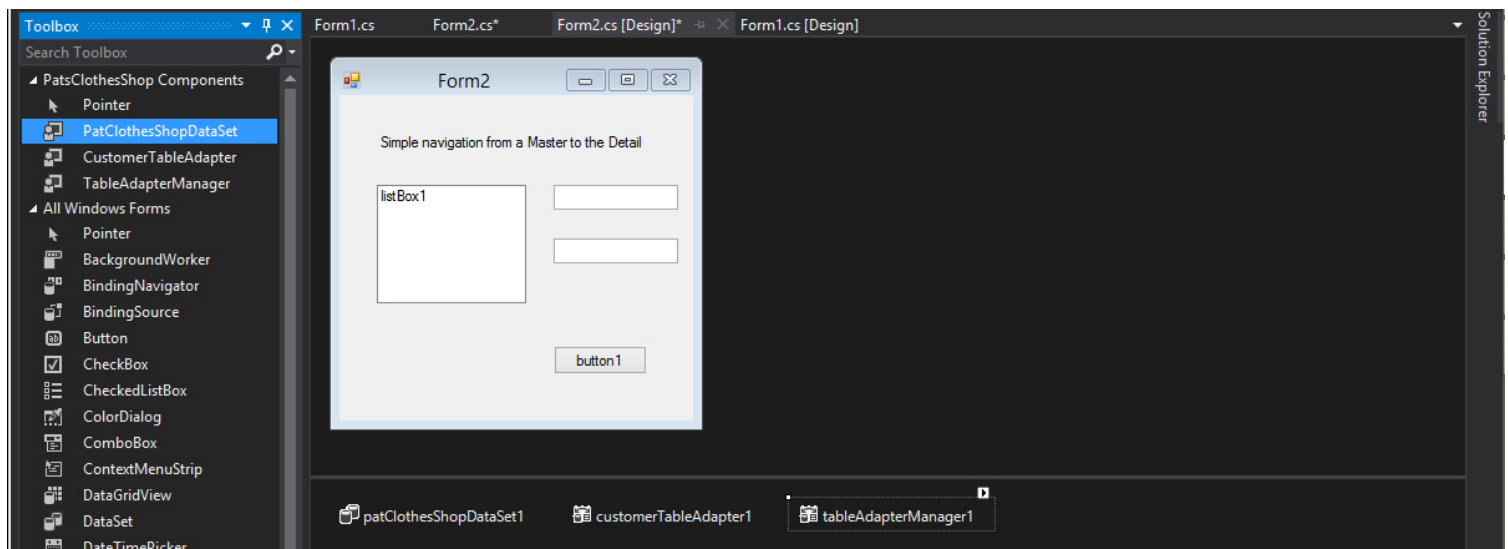 Toolbox
Form1.cs
Form2.cs*
Form2.cs [Design]*
Form1.cs [Design]
Solution Explorer
Search Toolbox
PatsClothesShop Components
Pointer
PatClothesShopDataSet
CustomerTableAdapter
TableAdapterManager
All Windows Forms
Pointer
BackgroundWorker
BindingNavigator
BindingSource
Button
CheckBox
CheckedListBox
ColorDialog
ComboBox
ContextMenuStrip
DataGridView
DataSet
DateTimePicker
Form2
Simple navigation from a Master to the Detail
listBox1
button1
patClothesShopDataSet1
customerTableAdapter1
tableAdapterManager1